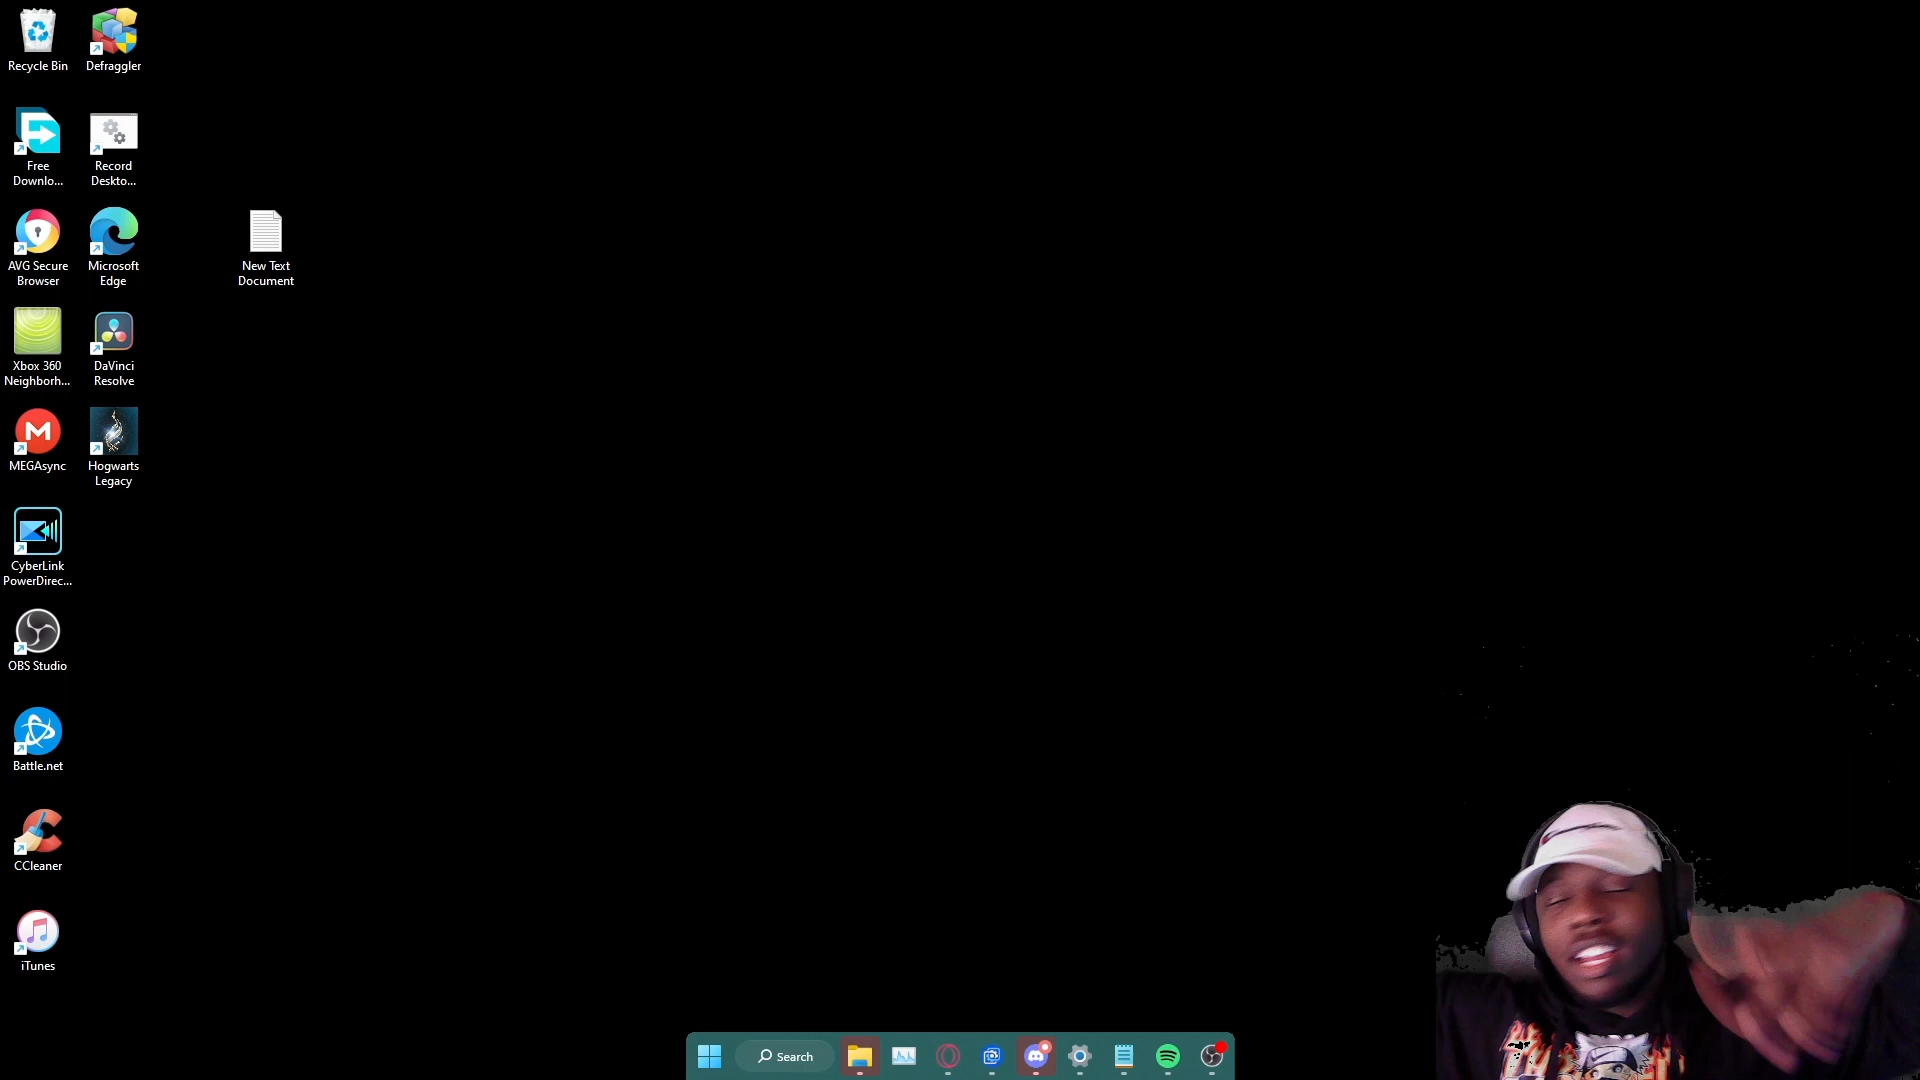 Recycle Bin
Defraggler
Free
Downlo...
Record
Deskto...
AVG Secure
Browser
Microsoft
Edge
New Text
Document
Xbox 360
Neighborh...
DaVinci
Resolve
MEGAsync
Hogwarts
Legacy
CyberLink
PowerDirec...
OBS Studio
Battle.net
CCleaner
iTunes
Search